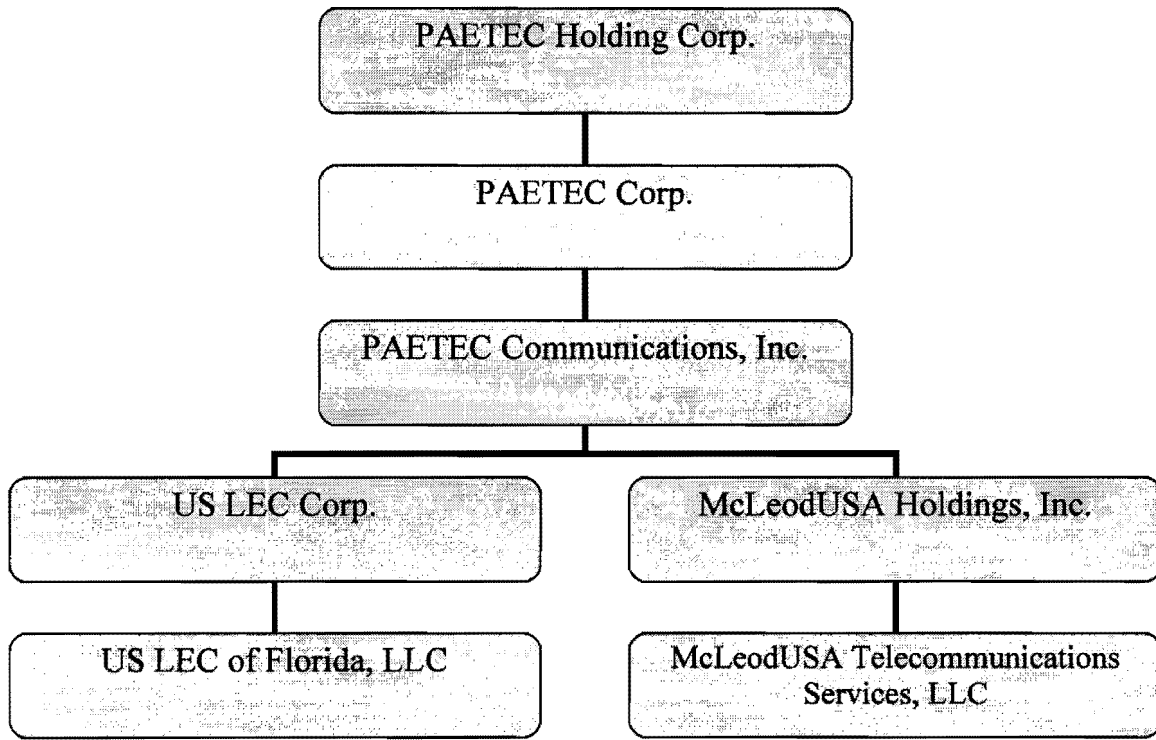 PAETEC Holding Corp.
PAETEC Corp.
PAETEC Communications, Inc.
US LEC Corp.
McLeodUSA Holdings, Inc.
US LEC of Florida, LLC
McLeodUSA Telecommunications
Services, LLC